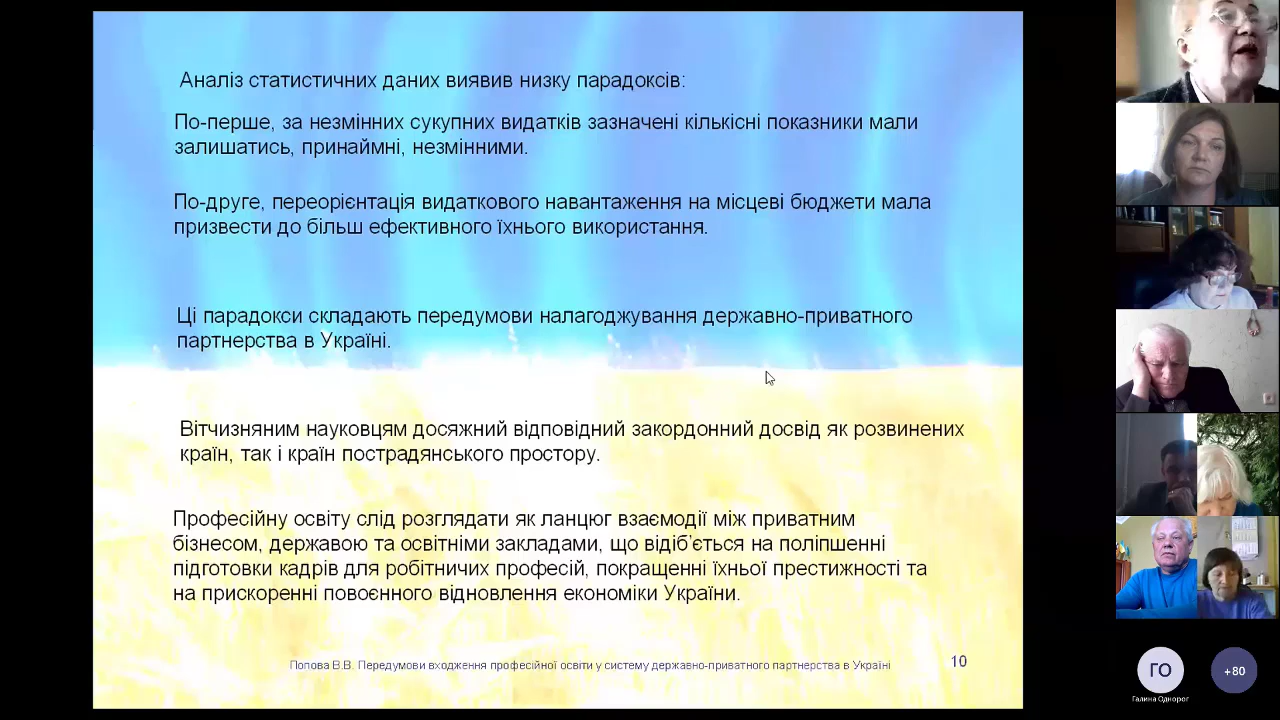 Аналіз статистичних даних виявив низку парадоксів:
По-перше, за незмінних сукупних видатків зазначені кількісні показники мали
залишатись, принаймні, незмінними.
По-друге, переорієнтація видаткового навантаження на місцеві бюджети мала
призвести до більш ефективного їхнього використання.
Ці парадокси складають передумови налагоджування державно-приватного
партнерства в Україні.
Вітчизняним науковцям досяжний відповідний закордонний досвід як розвинених
країн, так і країн пострадянського простору.
Професійну освіту слід розглядати як ланцюг взаємодії між приватним
бізнесом, державою та освітніми закладами, що відіб’ється на поліпшенні
підготовки кадрів для робітничих професій, покращенні їхньої престижності та
на прискоренні повоєнного відновлення економіки України.
Попова В.В. Передумови входження професійної освіти у систему державно-приватного партнерства в Україні
10
ГО
+80
Галина Однорог